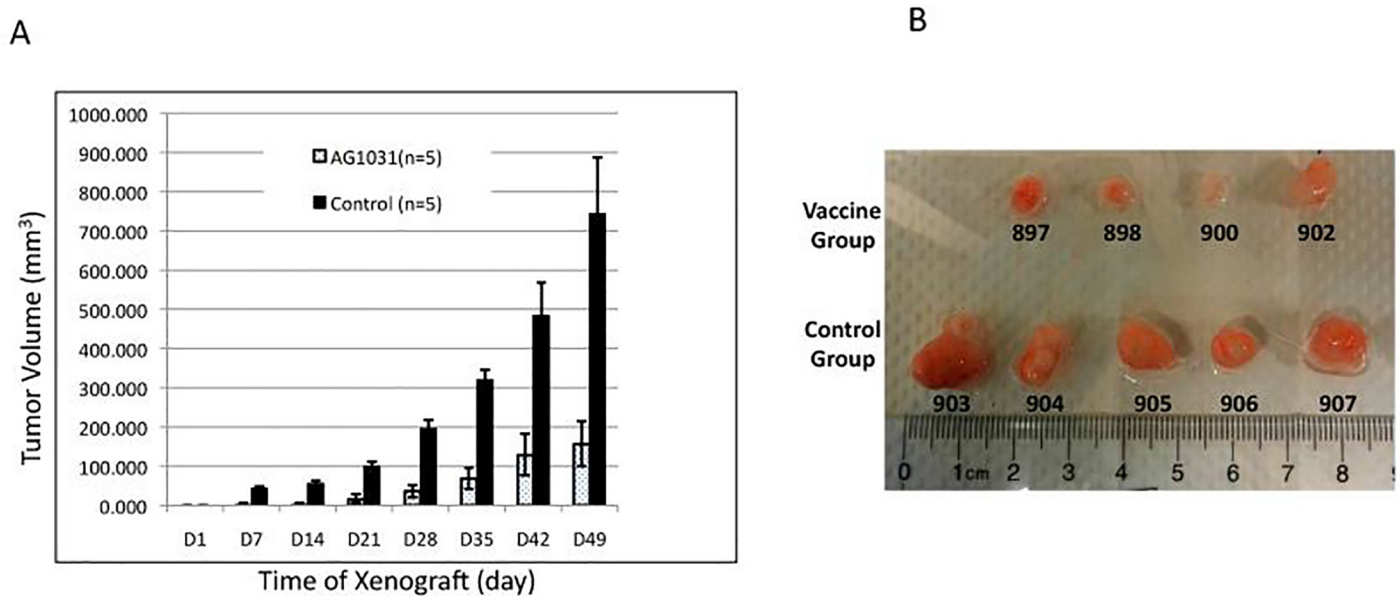 A
B
1000.000
900.000
800.000
700.000
600.000
500.000
400.000
300.000
200.000
100.000
0.000
Tumor Volume (mm³)
AG1031(n=5)
Control (n=5)
D1 D7 D14 D21 D28 D35 D42 D49
Time of Xenograft (day)
Vaccine
Group
897 898 900 902
Control
Group
903 904 905 906 907
0 1cm 2 3 4 5 6 7 8